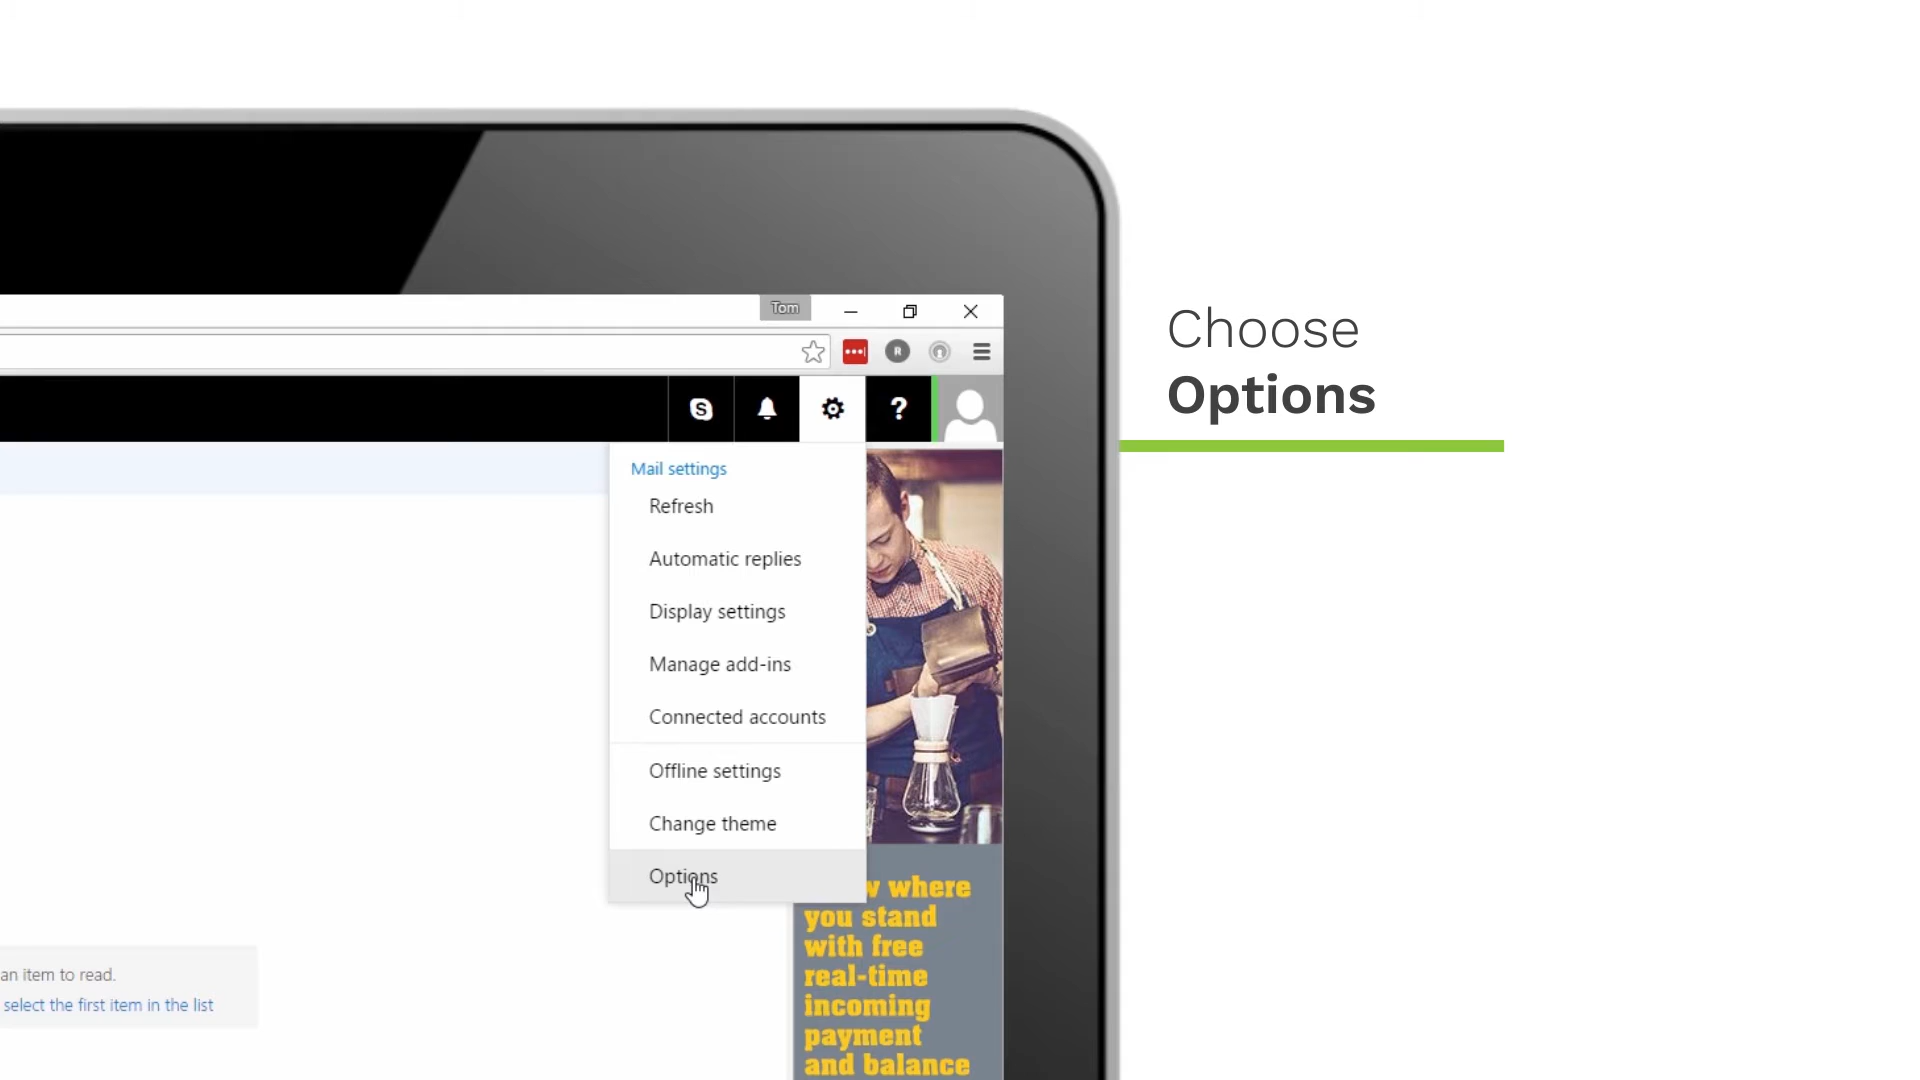 Tom
R
S
?
Choose
Options
Mail settings
Refresh
Automatic replies
Display settings
Manage add-ins
Connected accounts
Offline settings
Change theme
Options
where
you stand
with free
real-time
incoming
payment
and balance
an item to read.
select the first item in the list